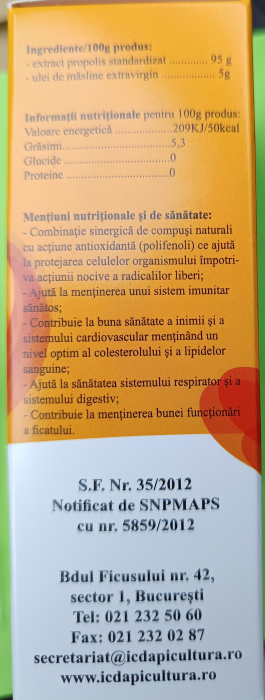 Ingrediente/100g produs:
- extract propolis standardizat ............ 95 g
- ulei de măsline extravirgin ................. 5g
Informații nutriționale pentru 100g produs:
Valoare energetică ..................209KJ/50kcal
Grăsimi....................................5,3
Glucide ...................................0
Proteine ..................................0
Mențiuni nutriționale și de sănătate:
- Combinație sinergică de compuși naturali
cu acțiune antioxidantă (polifenoli) ce ajută
la protejarea celulelor organismului împotri-
va acțiunii nocive a radicalilor liberi;
- Ajută la menținerea unui sistem imunitar
sănătos;
- Contribuie la buna sănătate a inimii și a
sistemului cardiovascular menținând un
nivel optim al colesterolului și a lipidelor
sanguine;
- Ajută la sănătatea sistemului respirator și a
sistemului digestiv;
- Contribuie la menținerea bunei funcționări
a ficatului.
S.F. Nr. 35/2012
Notificat de SNPMAPS
cu nr. 5859/2012
Bdul Ficusului nr. 42,
sector 1, București
Tel: 021 232 50 60
Fax: 021 232 02 87
secretariat@icdapicultura.ro
www.icdapicultura.ro